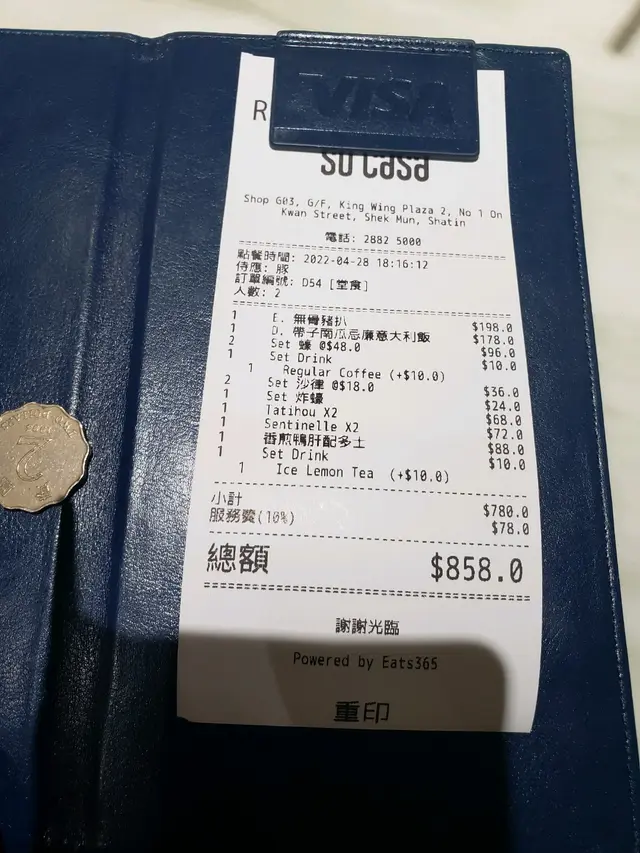 VISA
R
SU CaSa
Shop G03, G/F, King Wing Plaza 2, No 1 On
Kwan Street, Shek Mun, Shatin
電話: 2882 5000
點餐時間: 2022-04-28 18:16:12
侍應: 豚
訂單編號: D54 [堂食]
人數: 2
1 E. 無骨豬扒 $198.0
1 D. 帶子南瓜忌廉意大利飯 $178.0
2 Set 蠔 @$48.0 $96.0
1 Set Drink $10.0
1 Regular Coffee (+$10.0)
2 Set 沙律 @$18.0 $36.0
1 Set 炸蠔 $24.0
1 Tatihou X2 $68.0
1 Sentinelle X2 $72.0
1 番煎鴨肝配多士 $88.0
1 Set Drink $10.0
1 Ice Lemon Tea (+$10.0)
小計 $780.0
服務費(10%) $78.0
總額 $858.0
謝謝光臨
Powered by Eats365
重印
2